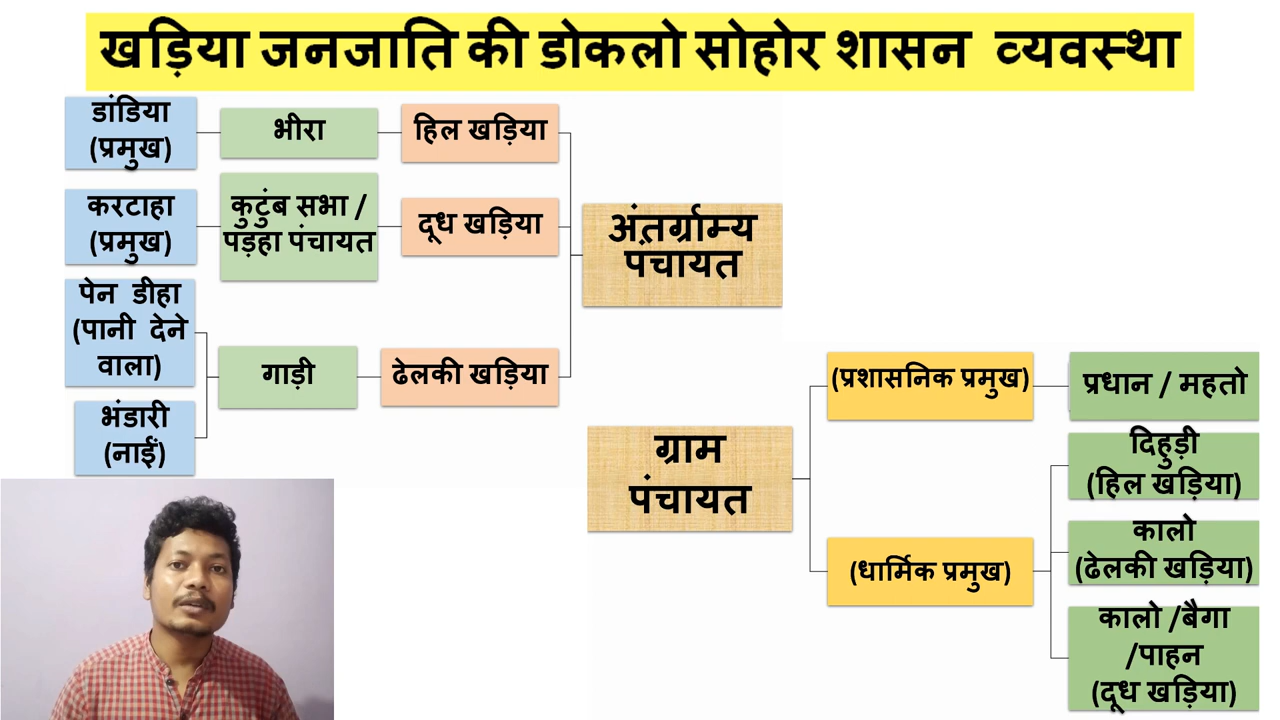 खड़िया जनजाति की डोकलो सोहोर शासन व्यवस्था
डांडिया
(प्रमुख)
भीरा
हिल खड़िया
करटाहा
(प्रमुख)
कुटुंब सभा /
पड़हा पंचायत
दूध खड़िया
अंतर्ग्राम्य
पंचायत
पेन डीहा
(पानी देने
वाला)
भंडारी
(नाईं)
गाड़ी
ढेलकी खड़िया
ग्राम
पंचायत
(प्रशासनिक प्रमुख)
प्रधान / महतो
(धार्मिक प्रमुख)
दिहुड़ी
(हिल खड़िया)
कालो
(ढेलकी खड़िया)
कालो /बैगा
/पाहन
(दूध खड़िया)